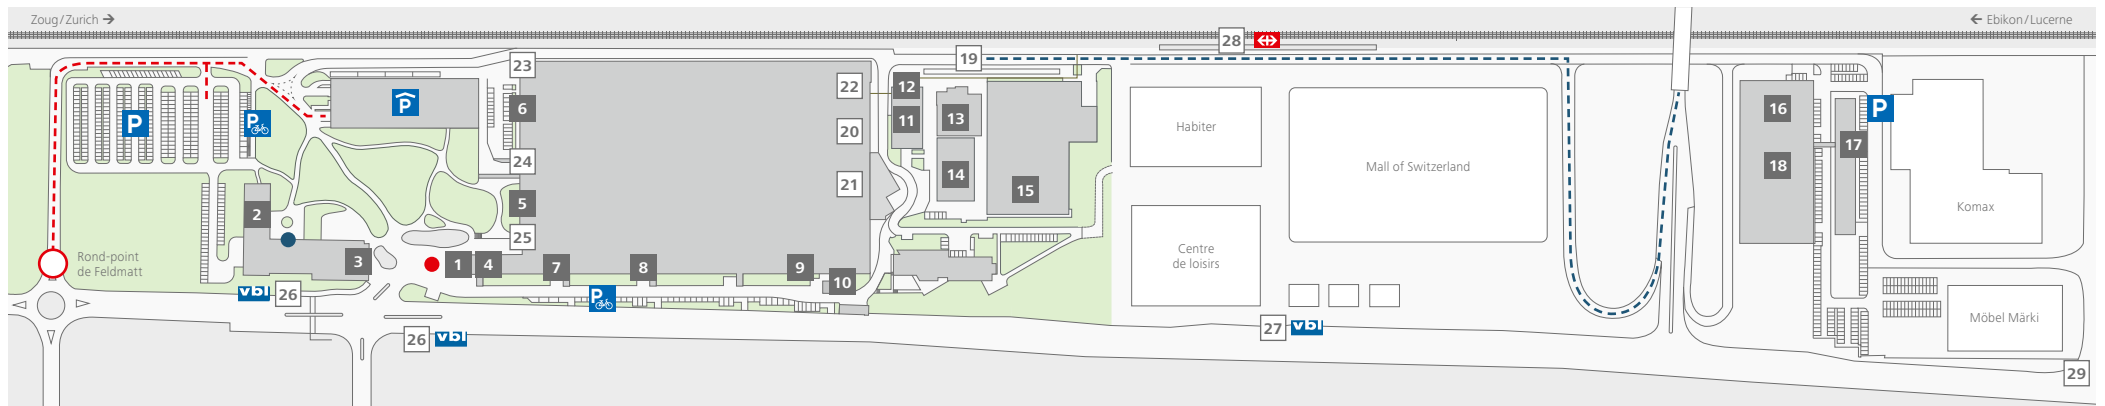 Zoug/Zurich →
← Ebikon/Lucerne
28
19
23
22
12
6
P
P
P
11
13
20
24
14
15
21
5
2
25
3
1
4
7
8
9
10
Rond-point
de Feldmatt
vbl
26
P
26
vbl
Habiter
Mall of Switzerland
Centre
de loisirs
27
vbl
16
18
17
P
Komax
Möbel Märki
29